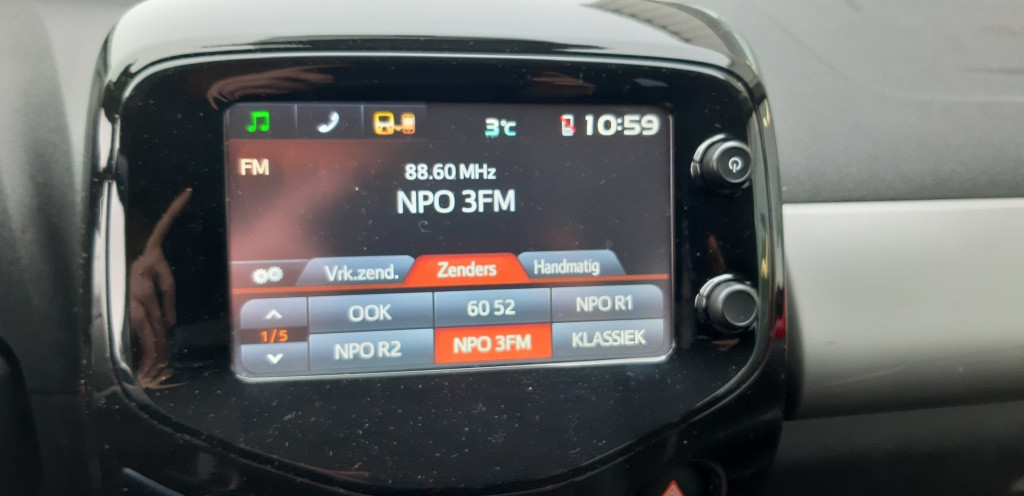 3°c 10:59
FM
88.60 MHz
NPO 3FM
Vrk.zend. Zenders Handmatig
OOK 60 52 NPO R1
1/5
NPO R2 NPO 3FM KLASSIEK